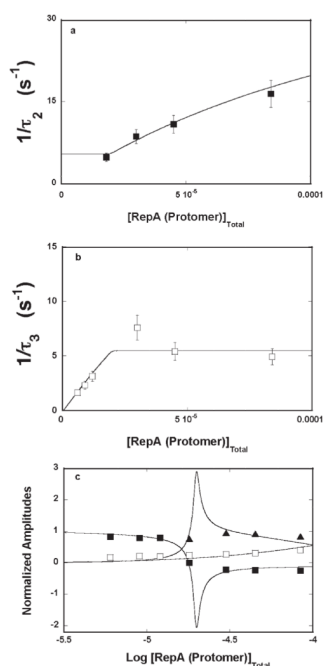 a
1/τ2 (s-1)
30
15
0
0
5 10-5
0.0001
[RepA (Protomer)]Total
b
1/τ3 (s-1)
15
10
5
0
0
5 10-5
0.0001
[RepA (Protomer)]Total
c
Normalized Amplitudes
3
2
1
0
-1
-2
-5.5
-5
-4.5
-4
Log [RepA (Protomer)]Total